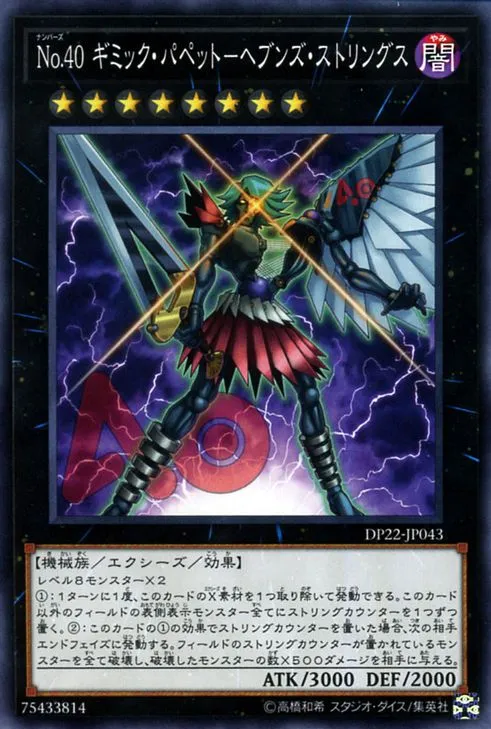 ナンバーズ
No.40 ギミック・パペット－ヘブンズ・ストリングス
やみ
闇
4.0
4.0
DP22-JP043
【機械族／エクシーズ／効果】
レベル８モンスター×２
①：１ターンに１度、このカードのＸ素材を１つ取り除いて発動できる。このカード
以外のフィールドの表側表示モンスター全てにストリングカウンターを１つずつ
置く。②：このカードの①の効果でストリングカウンターを置いた場合、次の相手
エンドフェイズに発動する。フィールドのストリングカウンターが置かれているモン
スターを全て破壊し、破壊したモンスターの数×５００ダメージを相手に与える。
ATK/3000 DEF/2000
75433814
©高橋和希 スタジオ・ダイス/集英社